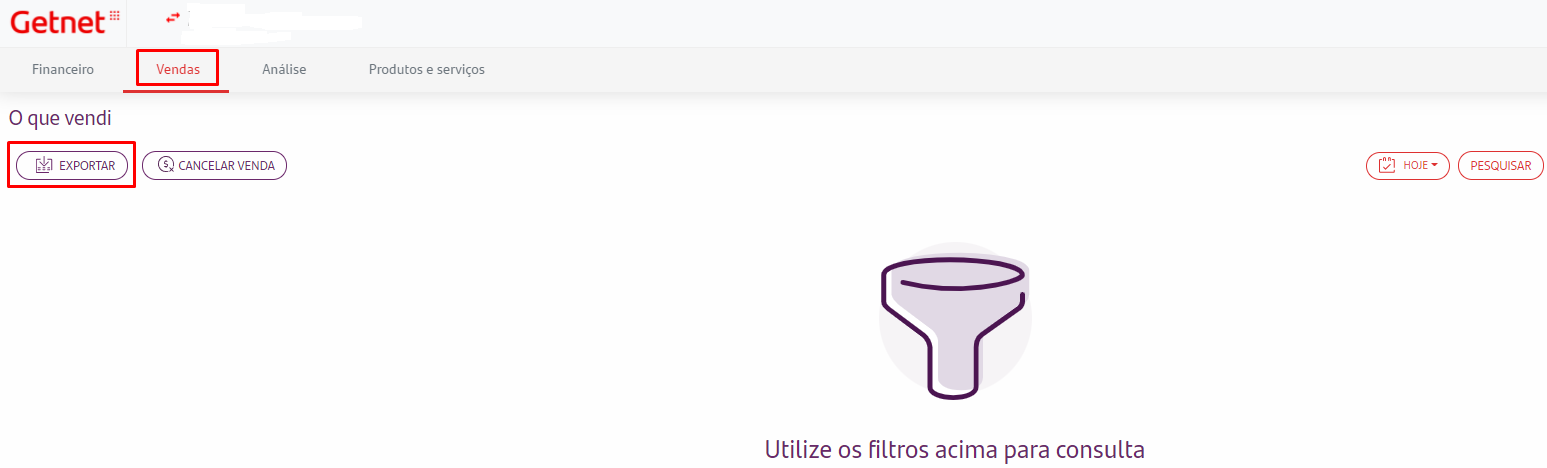 Getnet
Financeiro Vendas Análise Produtos e serviços
O que vendi
EXPORTAR CANCELAR VENDA HOJE PESQUISAR
Utilize os filtros acima para consulta